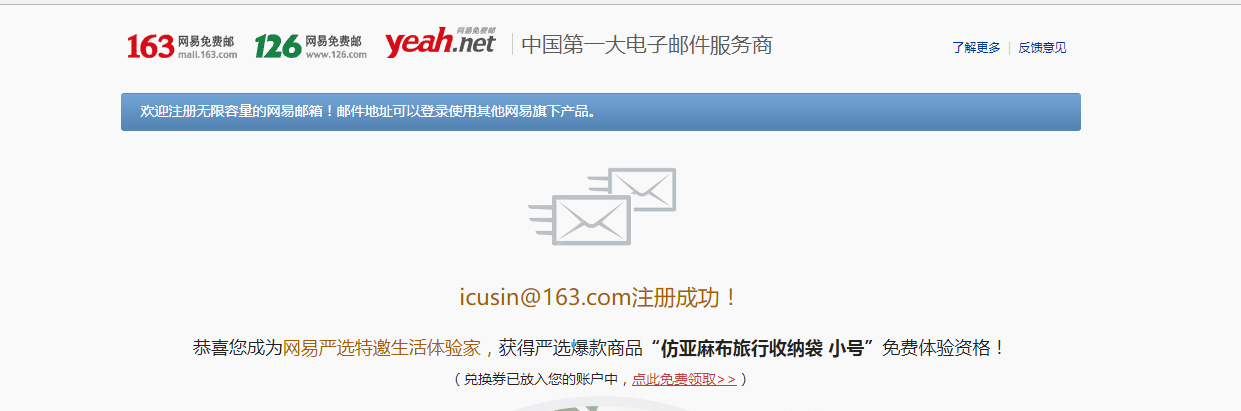 163 网易免费邮 mail.163.com 126 网易免费邮 www.126.com yeah.net 网易免费邮 中国第一大电子邮件服务商 了解更多 | 反馈意见
欢迎注册无限容量的网易邮箱！邮件地址可以登录使用其他网易旗下产品。
icusin@163.com注册成功！
恭喜您成为网易严选特邀生活体验家，获得严选爆款商品“仿亚麻布旅行收纳袋 小号”免费体验资格！
（兑换券已放入您的账户中，点此免费领取>>）